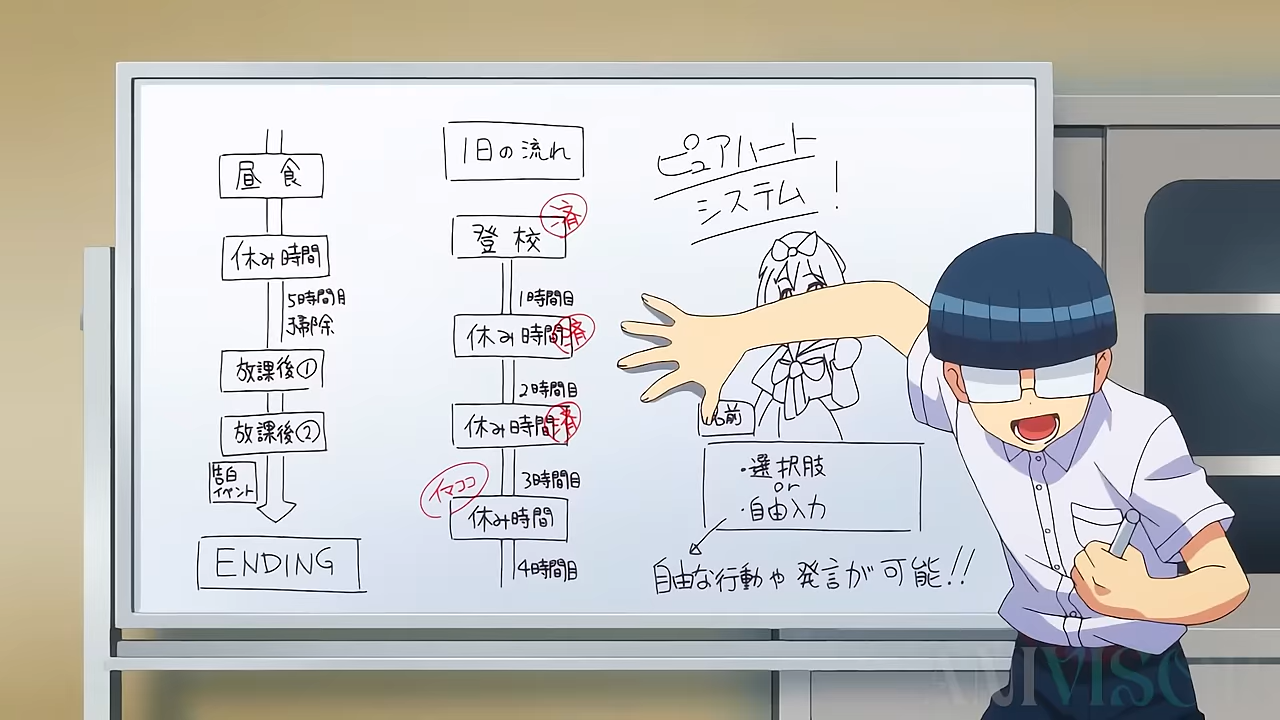 昼食
休み時間
5時間目
掃除
放課後①
放課後②
告白
イベント
ENDING
1日の流れ
登校
済
1時間目
休み時間
済
2時間目
休み時間
済
3時間目
イマココ
休み時間
4時間目
ピュアハート
システム!
名前
・選択肢
or
・自由入力
自由な行動や発言が可能!!